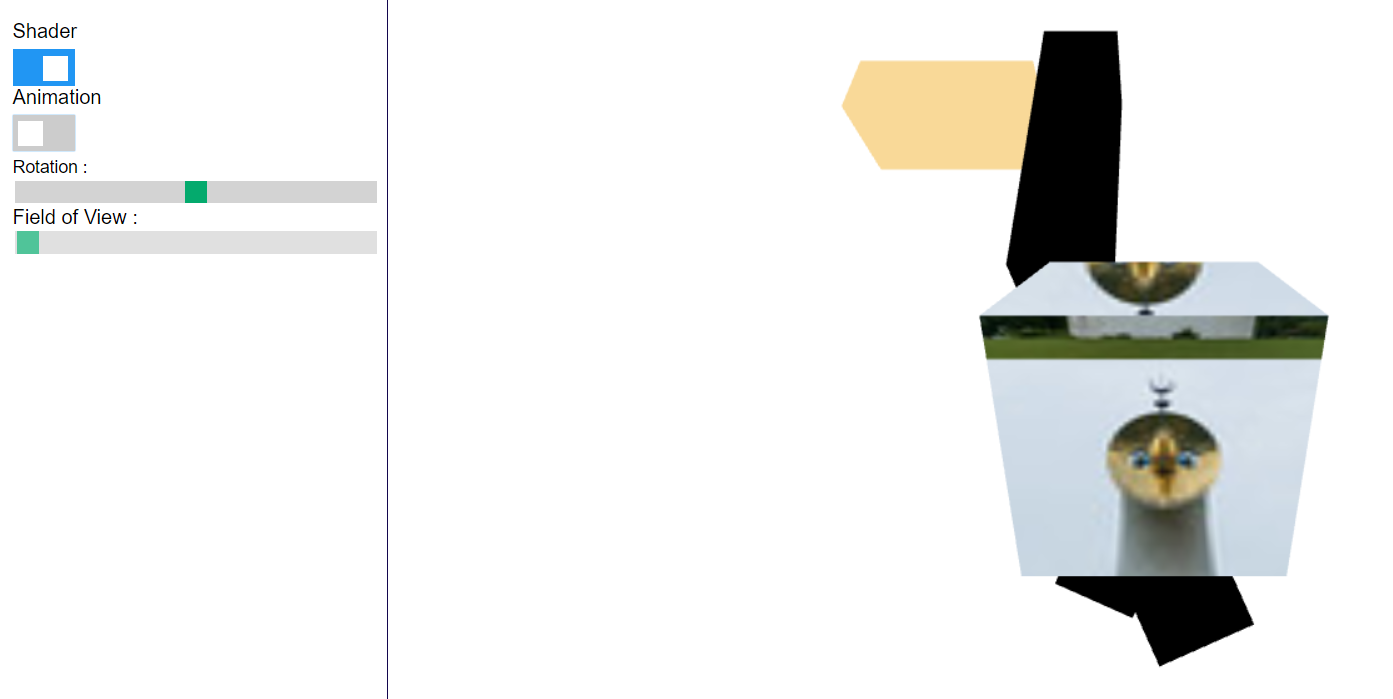 Shader
Animation
Rotation :
Field of View :